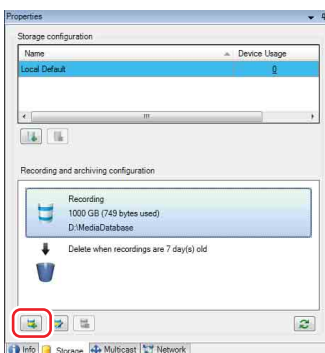 Properties
Storage configuration
Name Device Usage
Local Default 0
Recording and archiving configuration
Recording
1000 GB (749 bytes used)
D:\MediaDatabase
Delete when recordings are 7 day(s) old
Info Storage Multicast Network